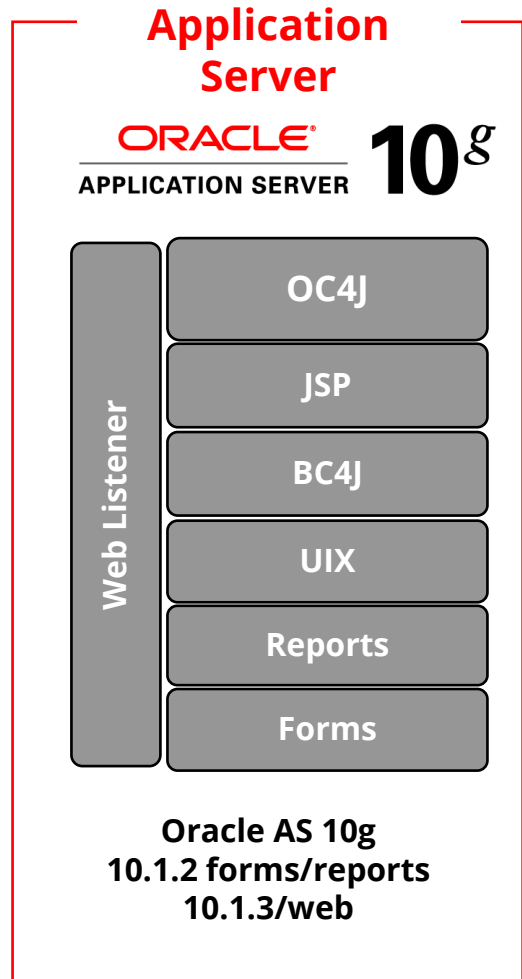 Application
Server
ORACLE®
APPLICATION SERVER
10g
Web Listener
OC4J
JSP
BC4J
UIX
Reports
Forms
Oracle AS 10g
10.1.2 forms/reports
10.1.3/web